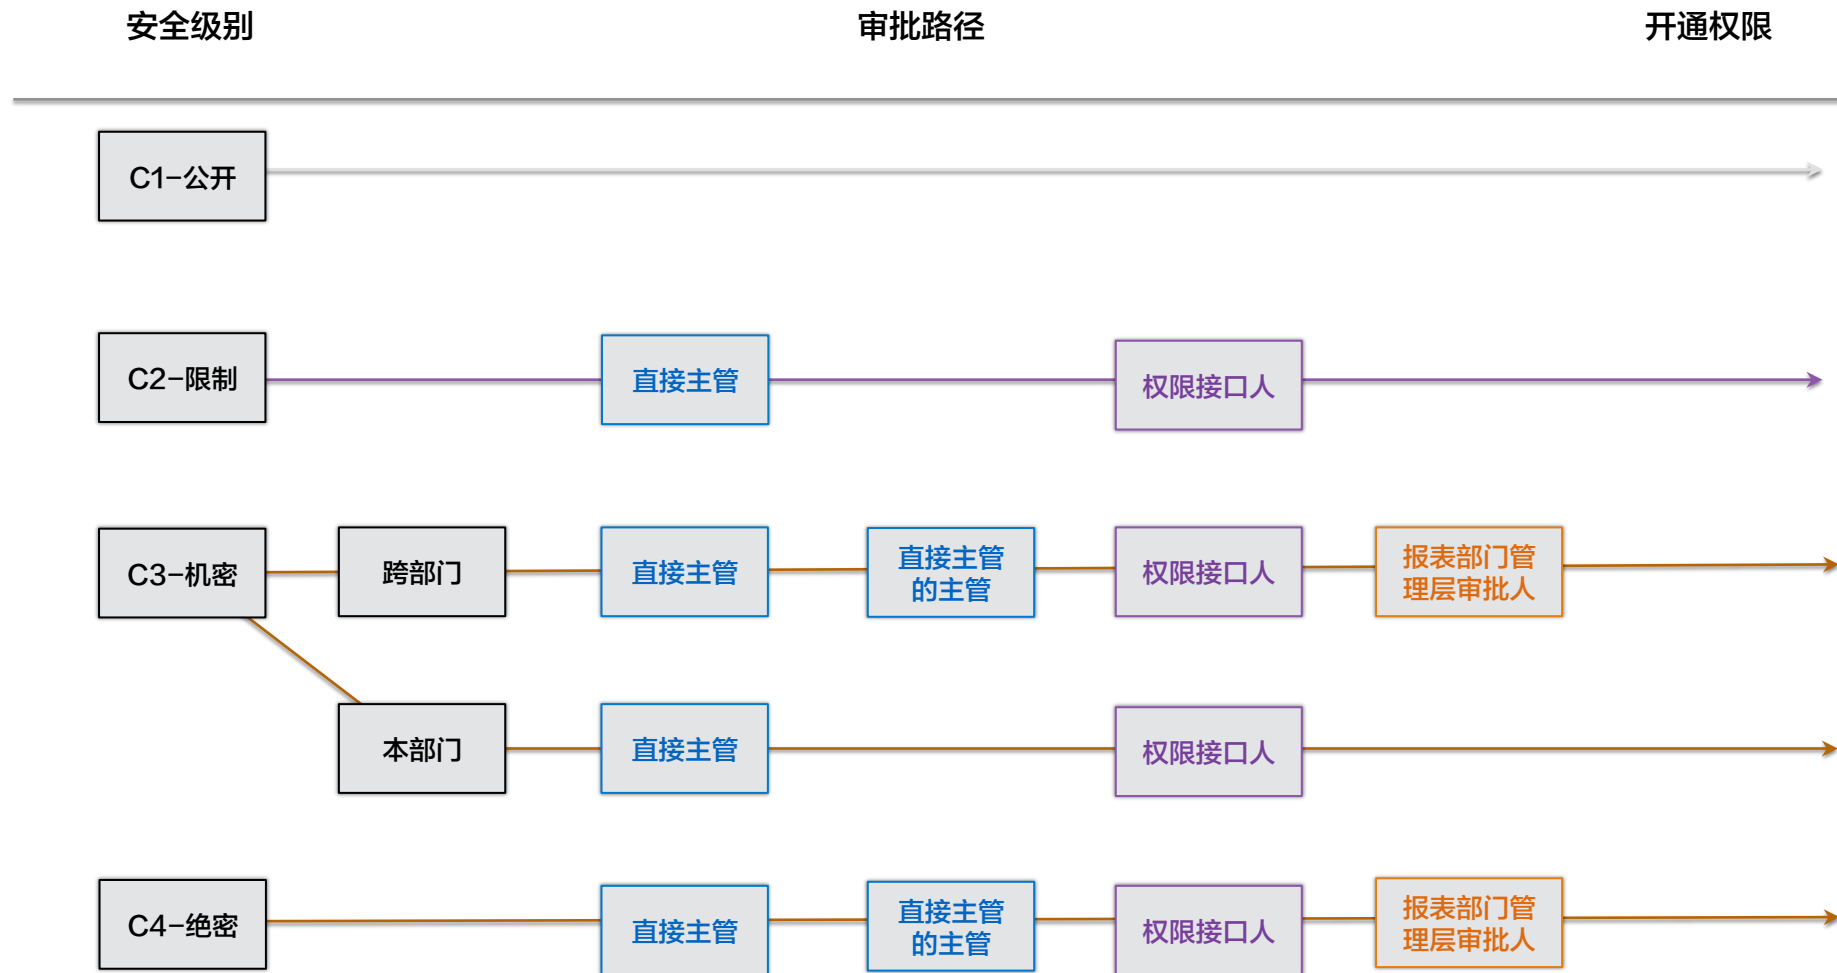 安全级别
审批路径
开通权限
C1-公开
C2-限制
直接主管
权限接口人
C3-机密
跨部门
直接主管
直接主管
的主管
权限接口人
报表部门管
理层审批人
本部门
直接主管
权限接口人
C4-绝密
直接主管
直接主管
的主管
权限接口人
报表部门管
理层审批人